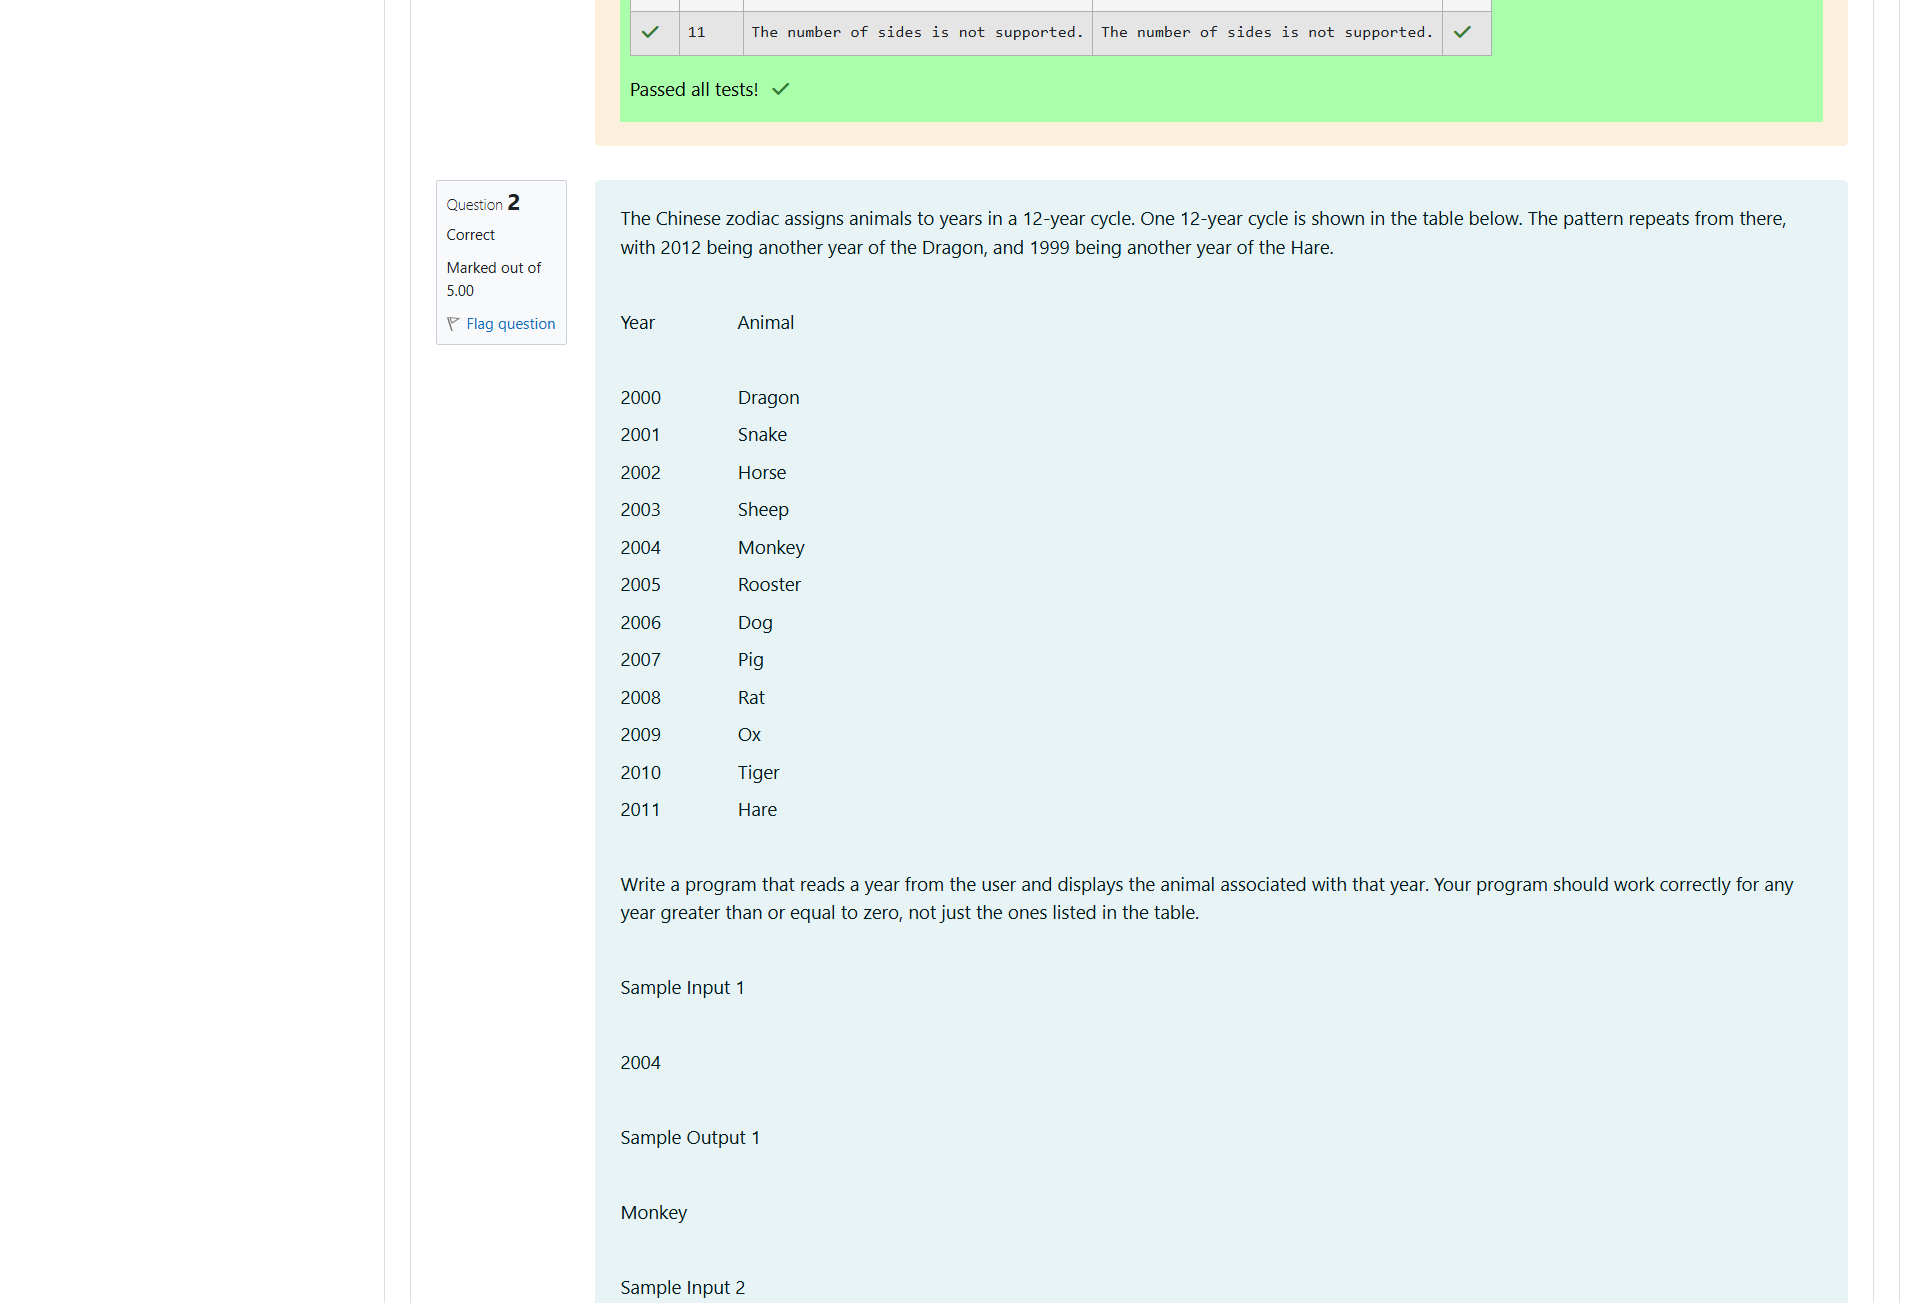 11 The number of sides is not supported. The number of sides is not supported.
Passed all tests!
Question 2
Correct
Marked out of
5.00
Flag question
The Chinese zodiac assigns animals to years in a 12-year cycle. One 12-year cycle is shown in the table below. The pattern repeats from there,
with 2012 being another year of the Dragon, and 1999 being another year of the Hare.
Year Animal
2000 Dragon
2001 Snake
2002 Horse
2003 Sheep
2004 Monkey
2005 Rooster
2006 Dog
2007 Pig
2008 Rat
2009 Ox
2010 Tiger
2011 Hare
Write a program that reads a year from the user and displays the animal associated with that year. Your program should work correctly for any
year greater than or equal to zero, not just the ones listed in the table.
Sample Input 1
2004
Sample Output 1
Monkey
Sample Input 2